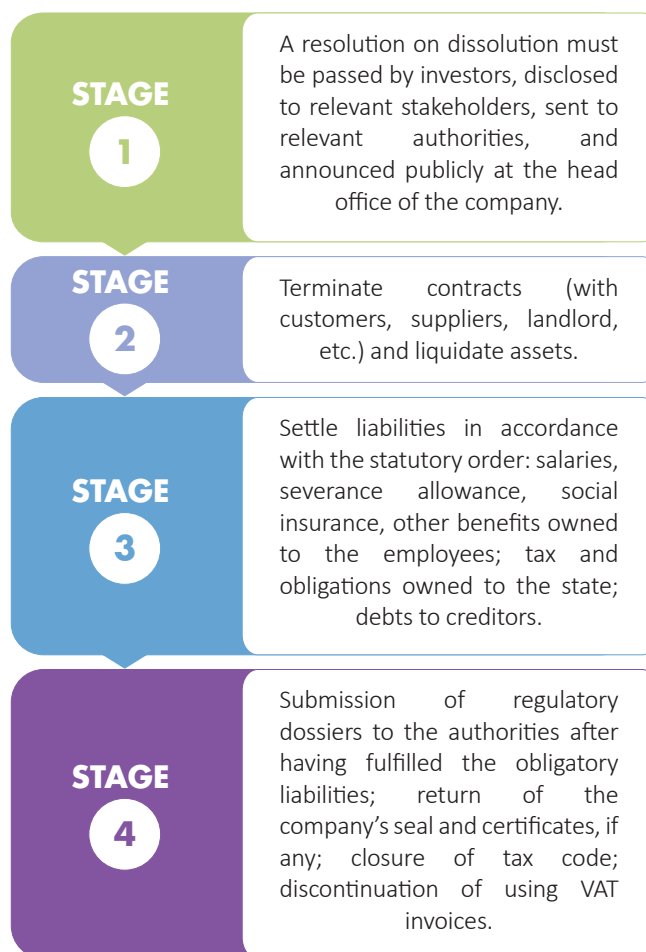 STAGE
1
A resolution on dissolution must
be passed by investors, disclosed
to relevant stakeholders, sent to
relevant authorities, and
announced publicly at the head
office of the company.
STAGE
2
Terminate contracts (with
customers, suppliers, landlord,
etc.) and liquidate assets.
STAGE
3
Settle liabilities in accordance
with the statutory order: salaries,
severance allowance, social
insurance, other benefits owned
to the employees; tax and
obligations owned to the state;
debts to creditors.
STAGE
4
Submission of regulatory
dossiers to the authorities after
having fulfilled the obligatory
liabilities; return of the
company's seal and certificates, if
any; closure of tax code;
discontinuation of using VAT
invoices.